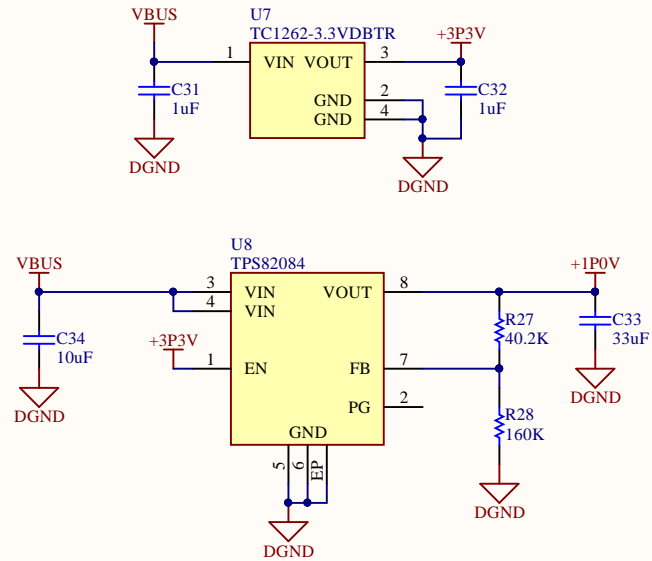 VBUS
U7
TC1262-3.3VDBTR
+3P3V
1
VIN
VOUT
3
C31
1uF
GND
2
GND
4
C32
1uF
DGND
DGND
VBUS
U8
TPS82084
+1P0V
3
VIN
VOUT
8
4
VIN
C34
10uF
+3P3V
R27
40.2K
C33
33uF
1
EN
FB
7
DGND
PG
2
DGND
R28
160K
GND
5
6
EP
DGND
DGND